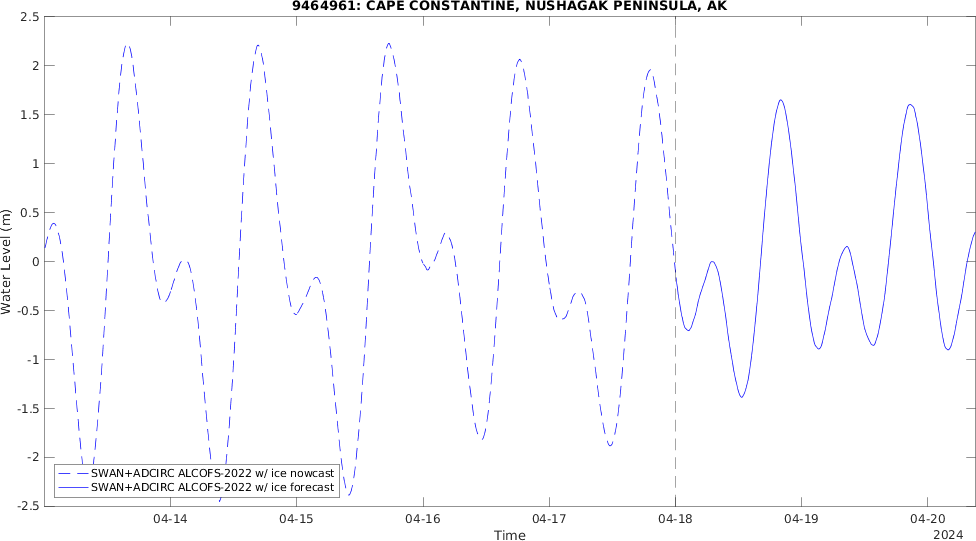 9464961: CAPE CONSTANTINE, NUSHAGAK PENINSULA, AK
2.5
2
1.5
1
0.5
0
-0.5
-1
-1.5
-2
-2.5
Water Level (m)
SWAN+ADCIRC ALCOFS-2022 w/ ice nowcast
SWAN+ADCIRC ALCOFS-2022 w/ ice forecast
04-14 04-15 04-16 04-17 04-18 04-19 04-20
Time
2024